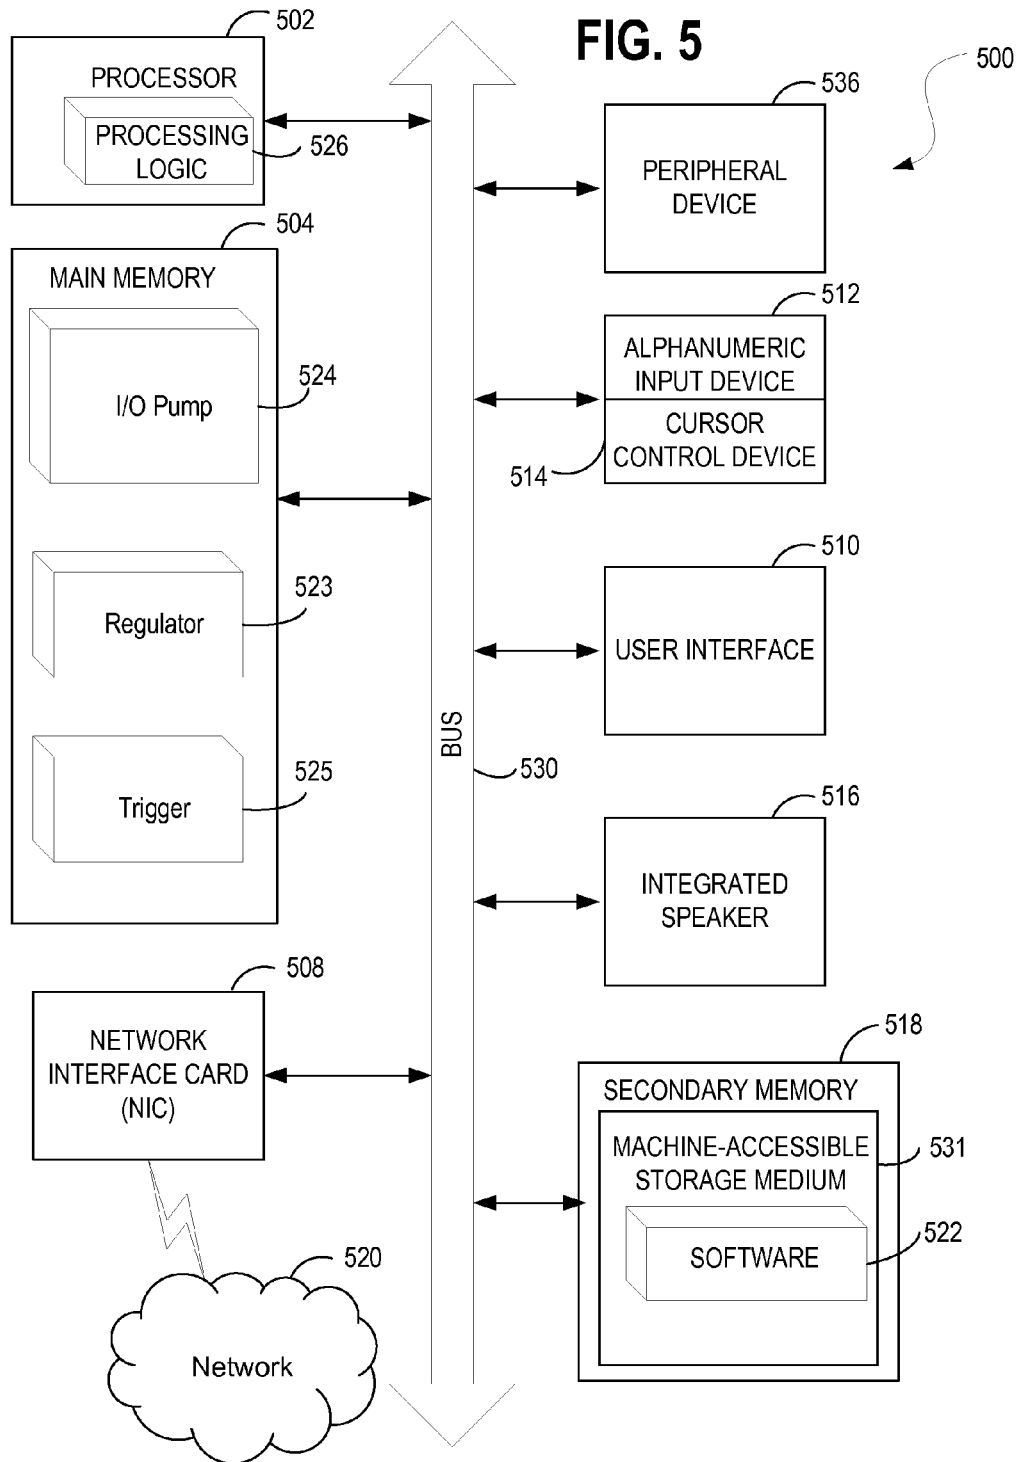 FIG. 5
500
502
PROCESSOR
PROCESSING
LOGIC
526
504
MAIN MEMORY
I/O Pump
524
Regulator
523
Trigger
525
508
NETWORK
INTERFACE CARD
(NIC)
520
Network
BUS
530
536
PERIPHERAL
DEVICE
512
ALPHANUMERIC
INPUT DEVICE
CURSOR
CONTROL DEVICE
514
510
USER INTERFACE
516
INTEGRATED
SPEAKER
518
SECONDARY MEMORY
MACHINE-ACCESSIBLE
STORAGE MEDIUM
531
SOFTWARE
522